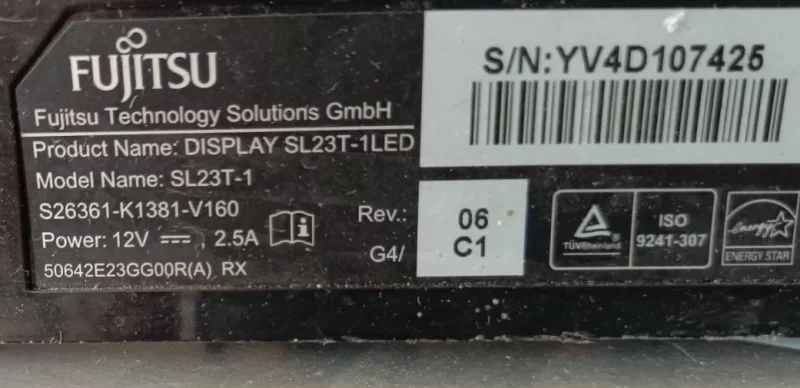 FUJITSU
Fujitsu Technology Solutions GmbH
Product Name: DISPLAY SL23T-1LED
Model Name: SL23T-1
S26361-K1381-V160
Power: 12V ⎓ , 2.5A
50642E23GG00R(A) RX
Rev.: 06
G4/ C1
S/N:YV4D107425
TÜVRheinland
ISO
9241-307
energy
ENERGY STAR